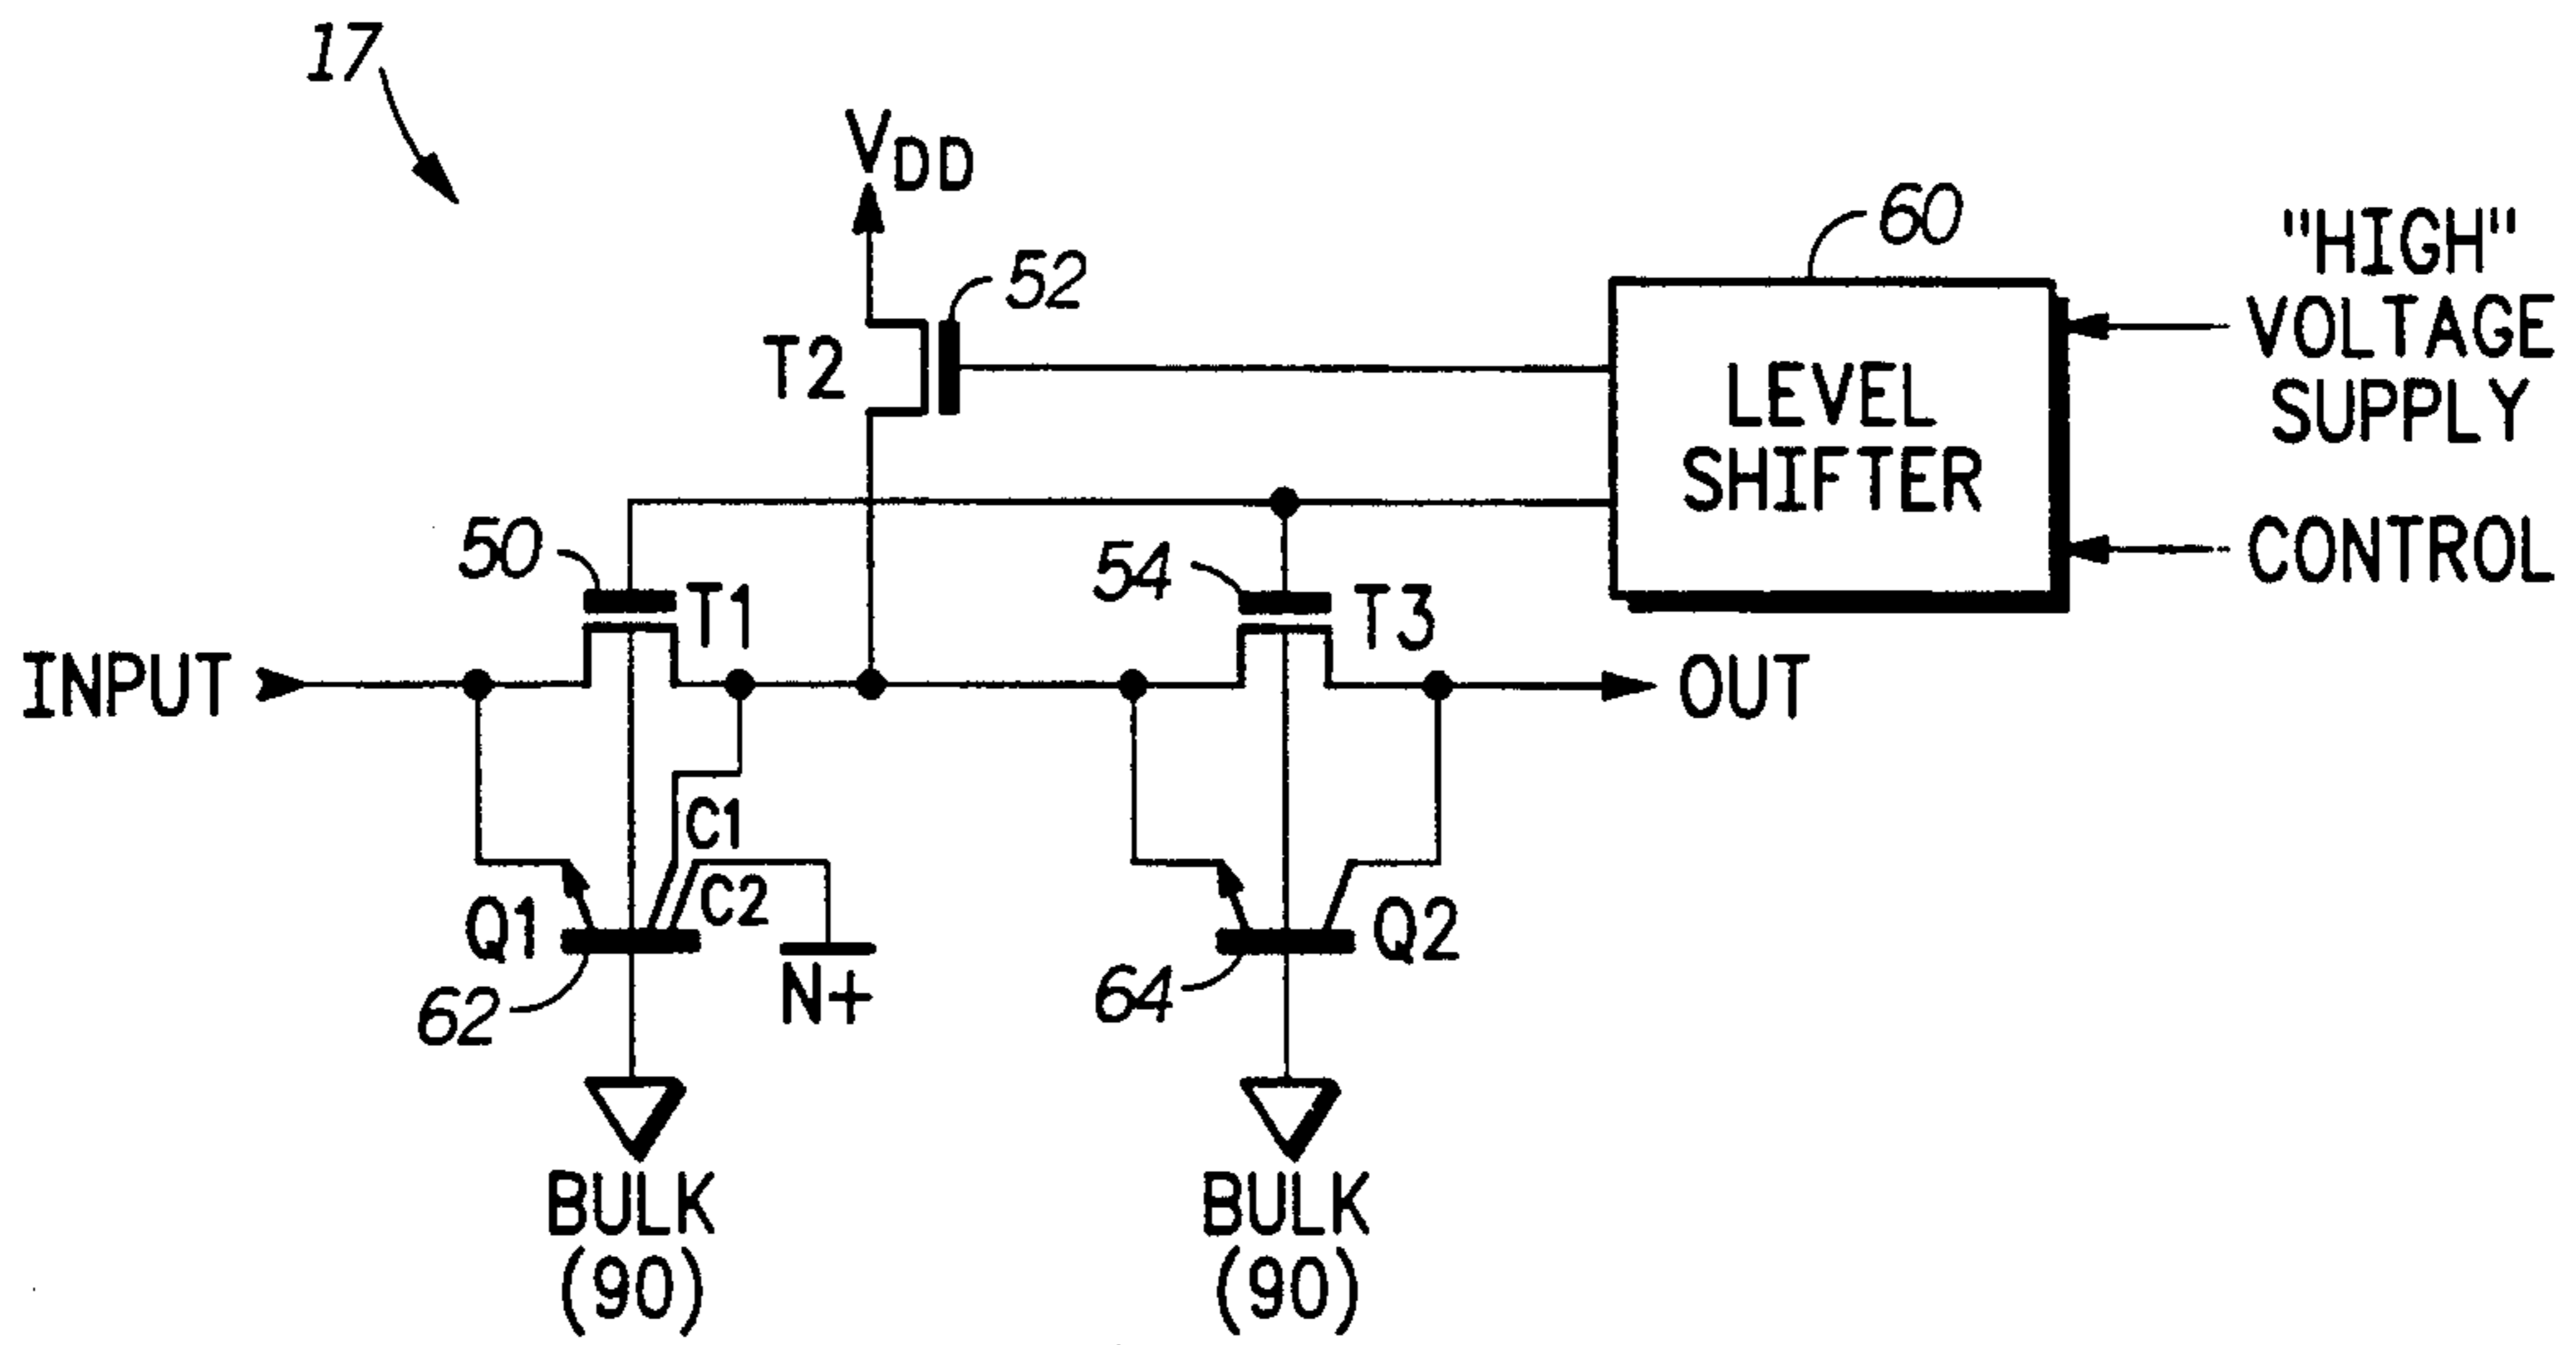 17
VDD
52
T2
60
LEVEL
SHIFTER
"HIGH"
VOLTAGE
SUPPLY
CONTROL
50
T1
54
T3
INPUT
OUT
C1
C2
Q1
62
N+
Q2
64
BULK
(90)
BULK
(90)